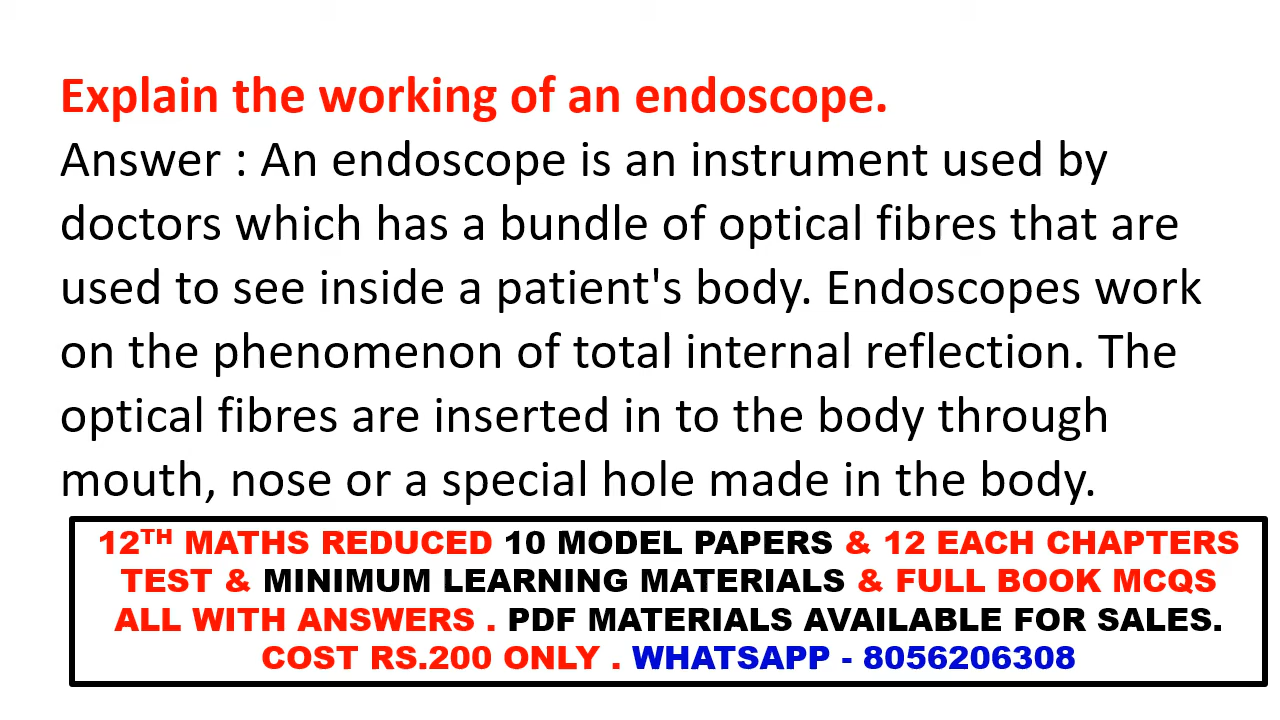 Explain the working of an endoscope.
Answer : An endoscope is an instrument used by
doctors which has a bundle of optical fibres that are
used to see inside a patient's body. Endoscopes work
on the phenomenon of total internal reflection. The
optical fibres are inserted in to the body through
mouth, nose or a special hole made in the body.
12TH MATHS REDUCED 10 MODEL PAPERS & 12 EACH CHAPTERS
TEST & MINIMUM LEARNING MATERIALS & FULL BOOK MCQS
ALL WITH ANSWERS . PDF MATERIALS AVAILABLE FOR SALES.
COST RS.200 ONLY . WHATSAPP - 8056206308